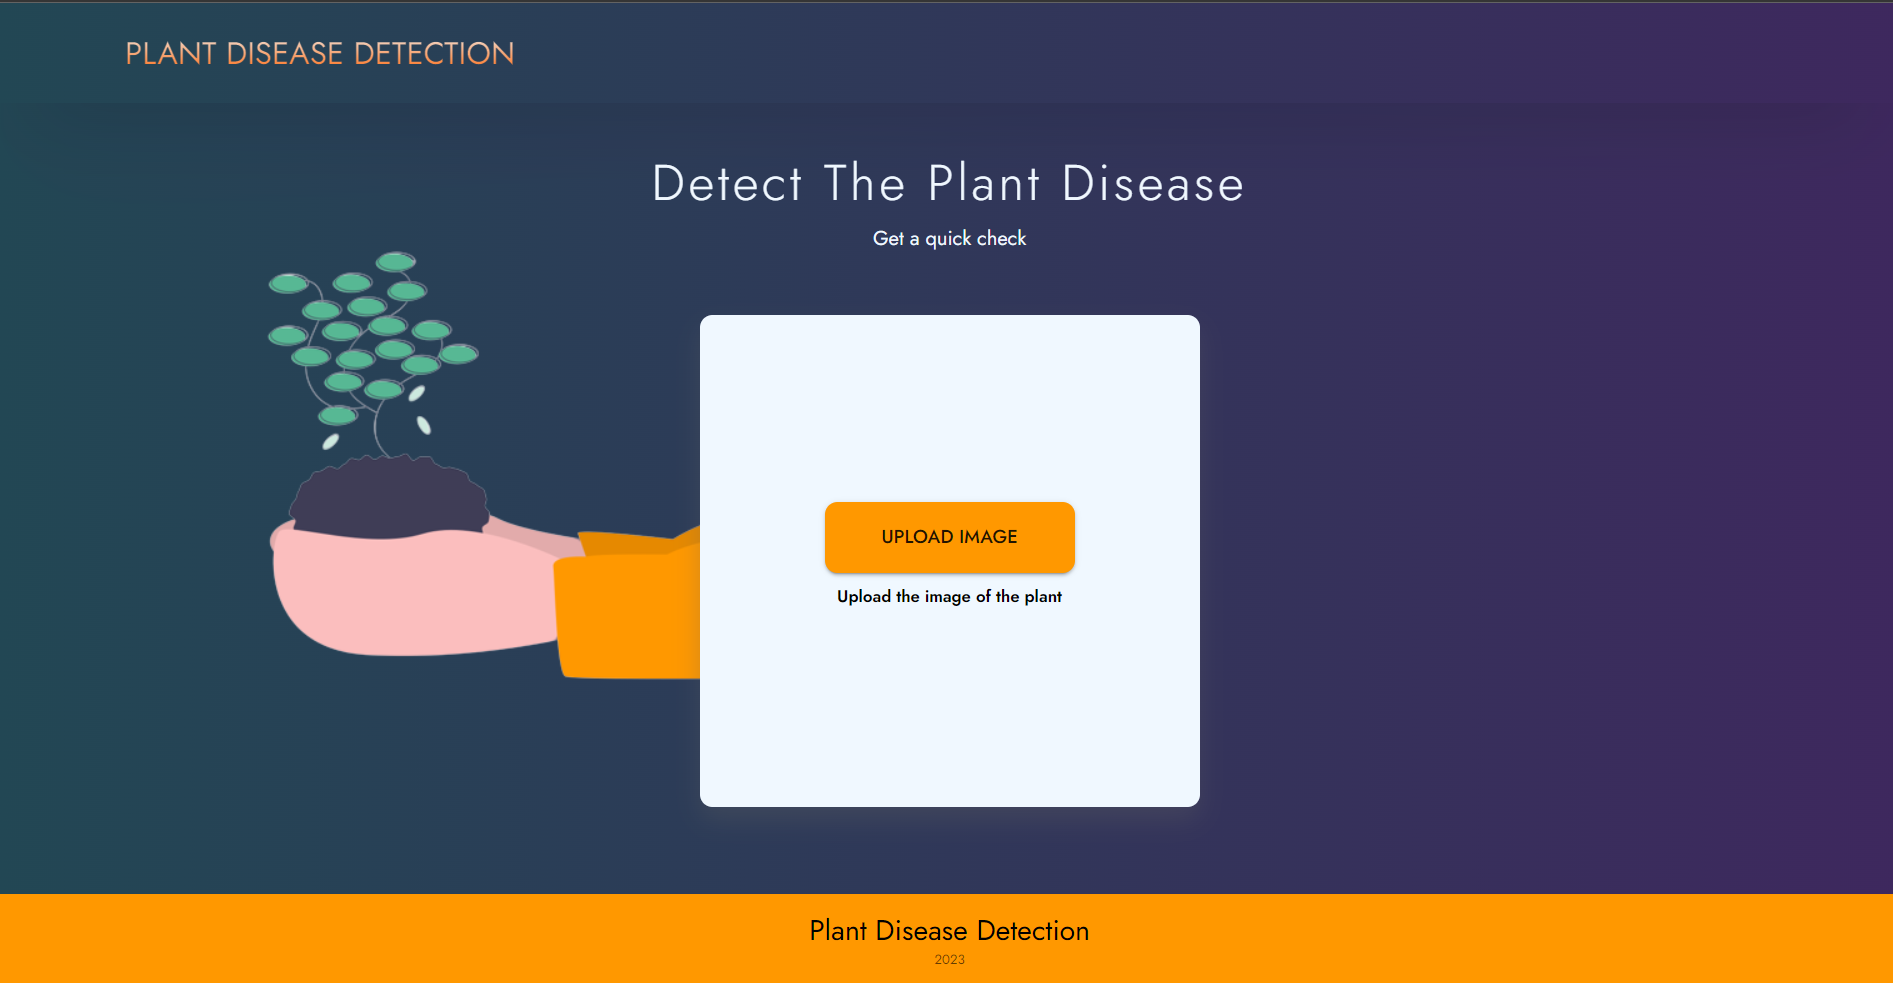 PLANT DISEASE DETECTION
Detect The Plant Disease
Get a quick check
UPLOAD IMAGE
Upload the image of the plant
Plant Disease Detection
2023